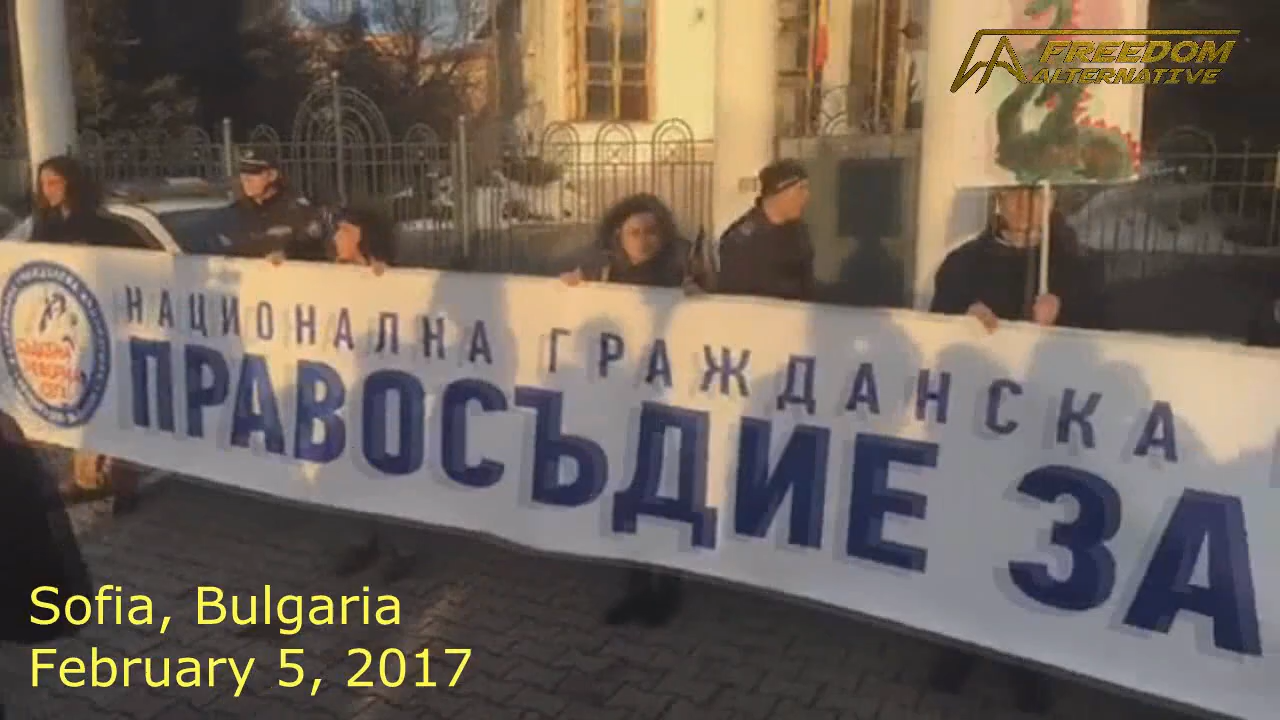 FREEDOM
ALTERNATIVE
НАЦИОНАЛНА ГРАЖДАНСКА
ПРАВОСЪДИЕ ЗА
Sofia, Bulgaria
February 5, 2017